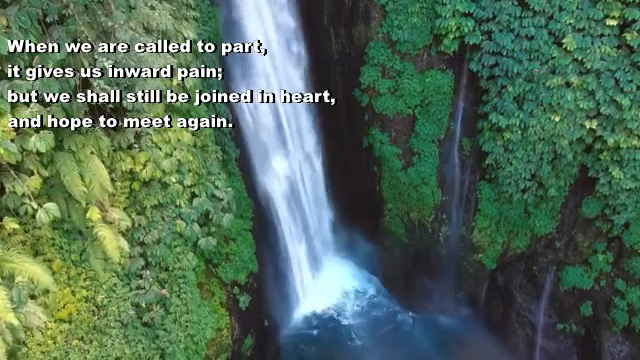 When we are called to part,
it gives us inward pain;
but we shall still be joined in heart,
and hope to meet again.